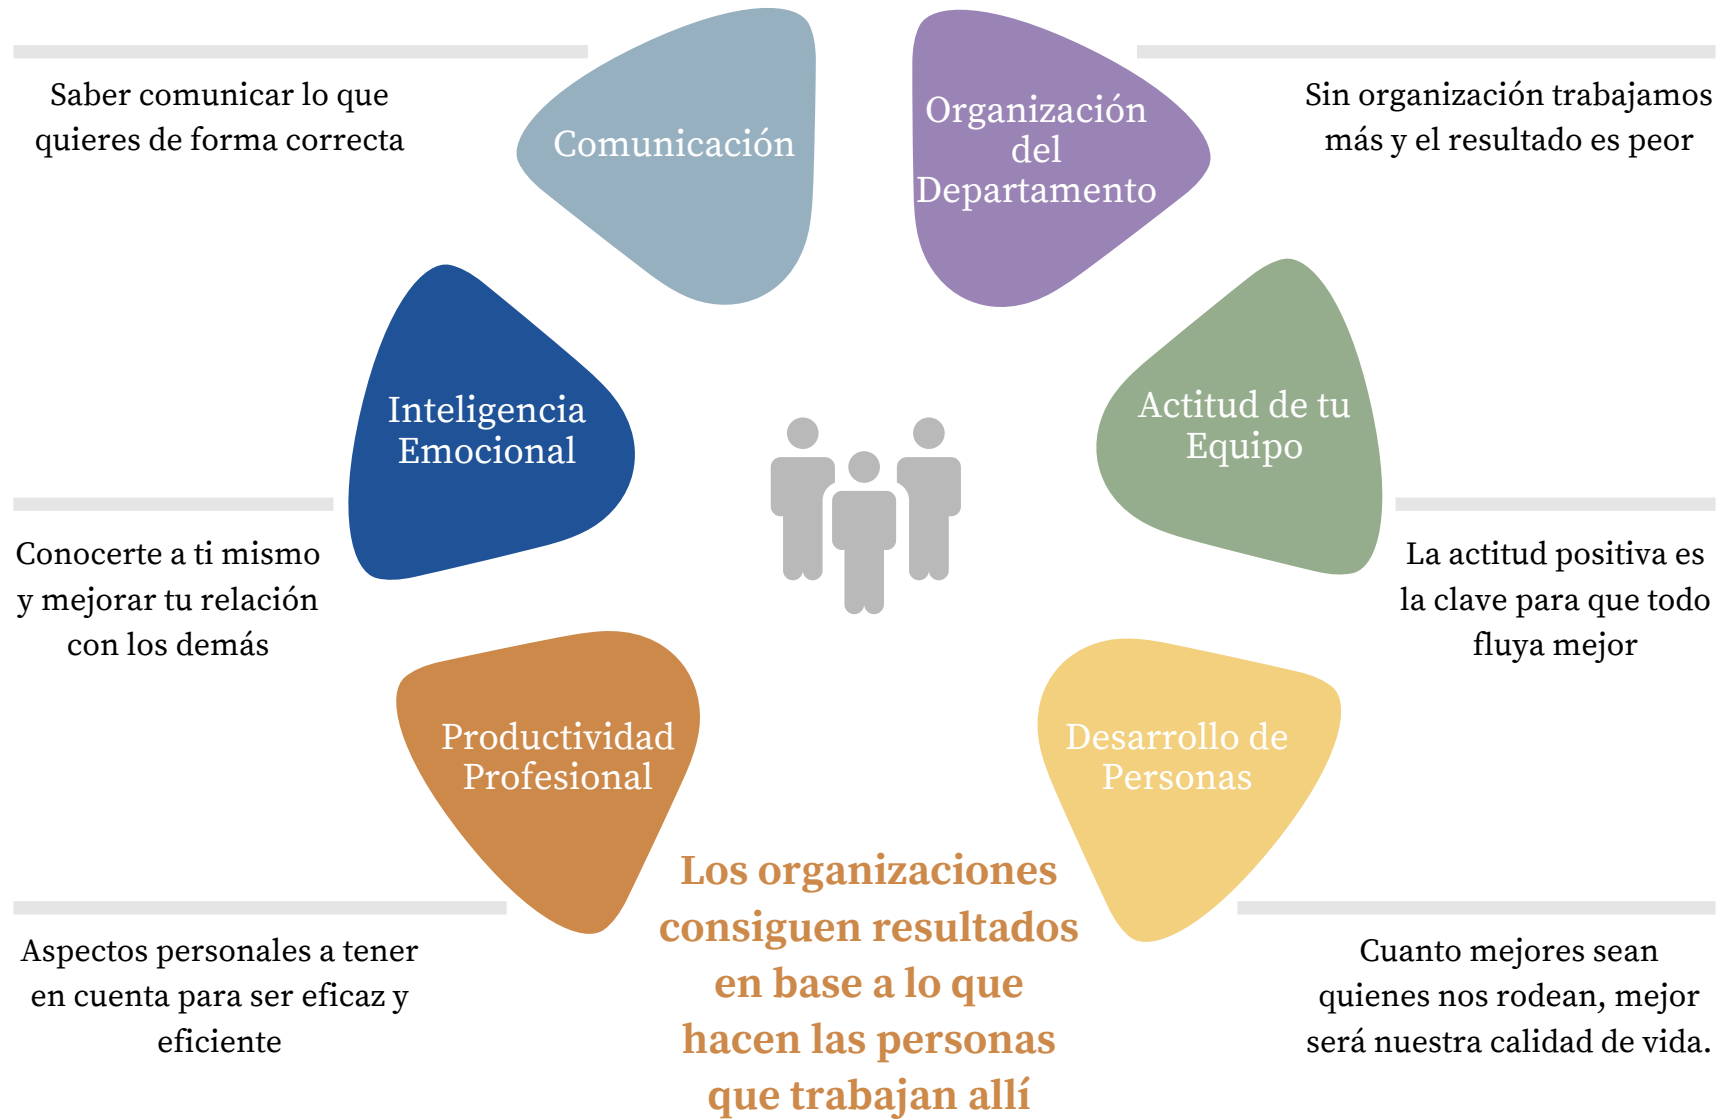 Saber comunicar lo que
quieres de forma correcta
Comunicación
Organización
del
Departamento
Sin organización trabajamos
más y el resultado es peor
Inteligencia
Emocional
Actitud de tu
Equipo
Conocerte a ti mismo
y mejorar tu relación
con los demás
La actitud positiva es
la clave para que todo
fluya mejor
Productividad
Profesional
Desarrollo de
Personas
Aspectos personales a tener
en cuenta para ser eficaz y
eficiente
Los organizaciones
consiguen resultados
en base a lo que
hacen las personas
que trabajan allí
Cuanto mejores sean
quienes nos rodean, mejor
será nuestra calidad de vida.